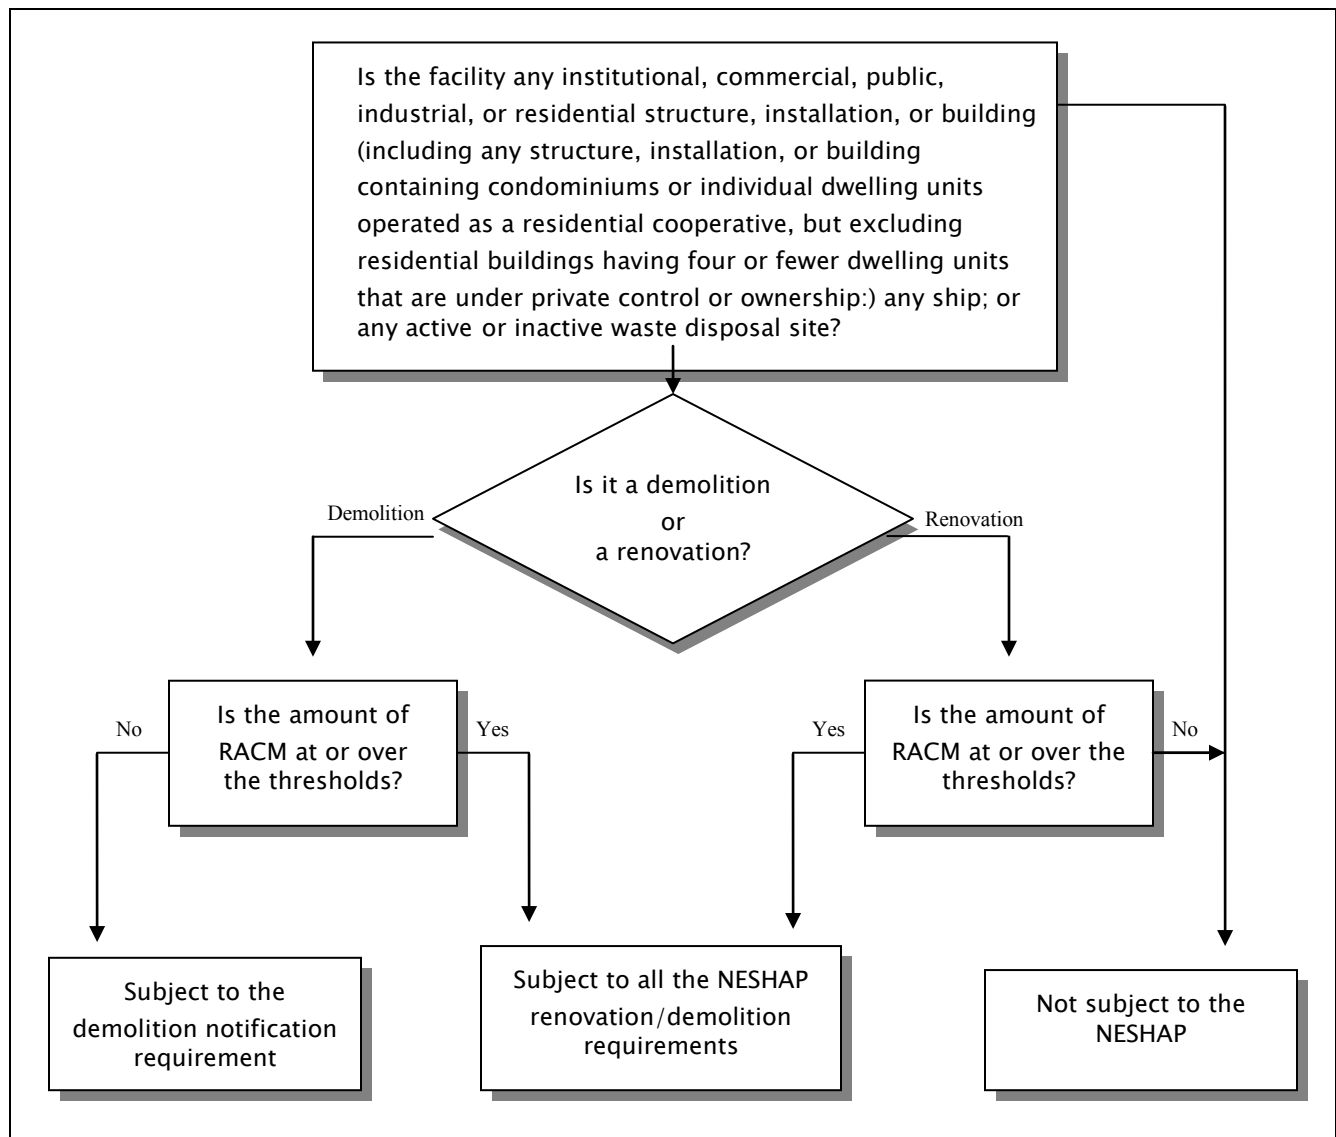 Is the facility any institutional, commercial, public,
industrial, or residential structure, installation, or building
(including any structure, installation, or building
containing condominiums or individual dwelling units
operated as a residential cooperative, but excluding
residential buildings having four or fewer dwelling units
that are under private control or ownership:) any ship; or
any active or inactive waste disposal site?
Is it a demolition
or
a renovation?
Demolition
Renovation
Is the amount of
RACM at or over
the thresholds?
No
Yes
Is the amount of
RACM at or over the
thresholds?
Yes
No
Subject to the
demolition notification
requirement
Subject to all the NESHAP
renovation/demolition
requirements
Not subject to the
NESHAP